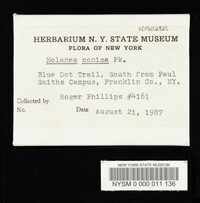 HERBARIUM N. Y. STATE MUSEUM
FLORA OF NEW YORK
Nolanea conica Pk.
Blue Dot Trail, South from Paul
Smiths Campus, Franklin Co., NY.
Roger Phillips #4161
Collected by
No. Date August 21, 1987
NEW YORK STATE MUSEUM
NYSM 0 000 011 136